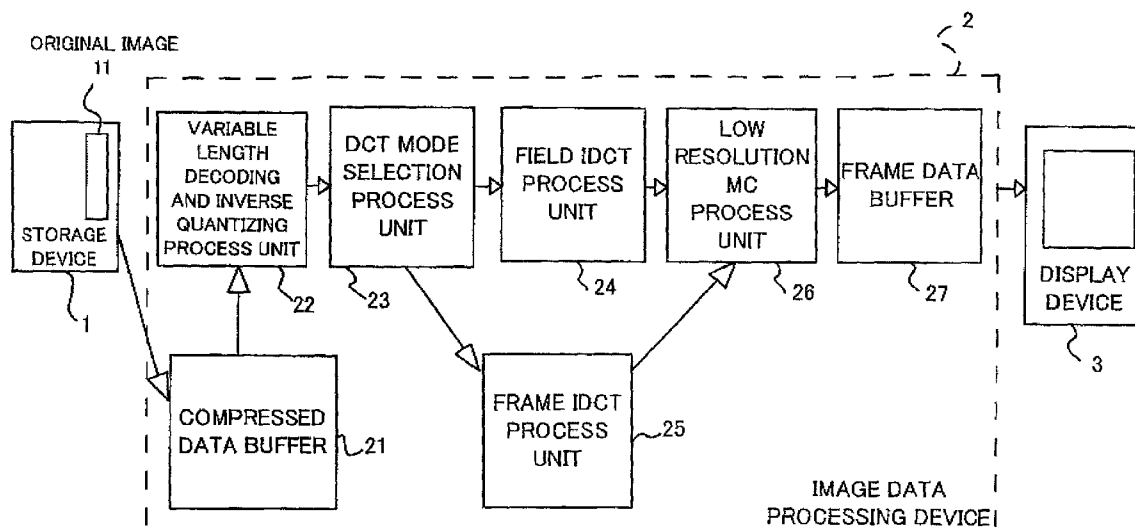 2
ORIGINAL IMAGE
11
STORAGE
DEVICE
1
VARIABLE
LENGTH
DECODING
AND INVERSE
QUANTIZING
PROCESS UNIT
22
DCT MODE
SELECTION
PROCESS
UNIT
23
FIELD IDCT
PROCESS
UNIT
24
LOW
RESOLUTION
MC
PROCESS
UNIT
26
FRAME DATA
BUFFER
27
DISPLAY
DEVICE
3
COMPRESSED
DATA BUFFER
21
FRAME IDCT
PROCESS
UNIT
25
IMAGE DATA
PROCESSING DEVICE